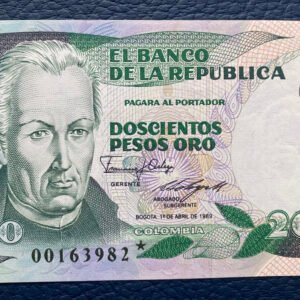 EL BANCO
DE LA REPUBLICA
PAGARA AL PORTADOR
DOSCIENTOS
PESOS ORO
GERENTE
ABOGADO
SUBGERENTE
BOGOTA, 1º DE ABRIL DE 1989
COLOMBIA
00163982 *